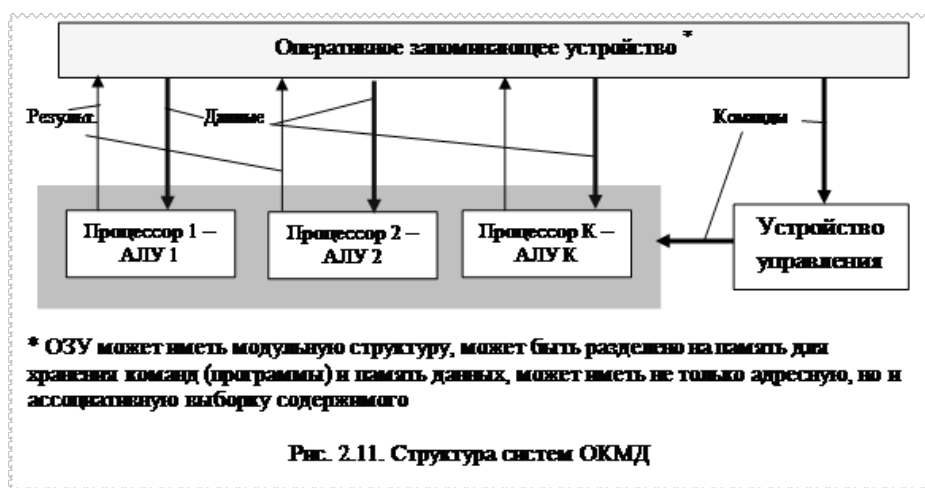 Оперативное запоминающее устройство *
Результ.
Данные
Команды
Процессор 1 –
АЛУ 1
Процессор 2 –
АЛУ 2
Процессор К –
АЛУ К
Устройство
управления
* ОЗУ может иметь модульную структуру, может быть разделено на память для
хранения команд (программы) и память данных, может иметь не только адресную, но и
ассоциативную выборку содержимого
Рис. 2.11. Структура систем ОКМД